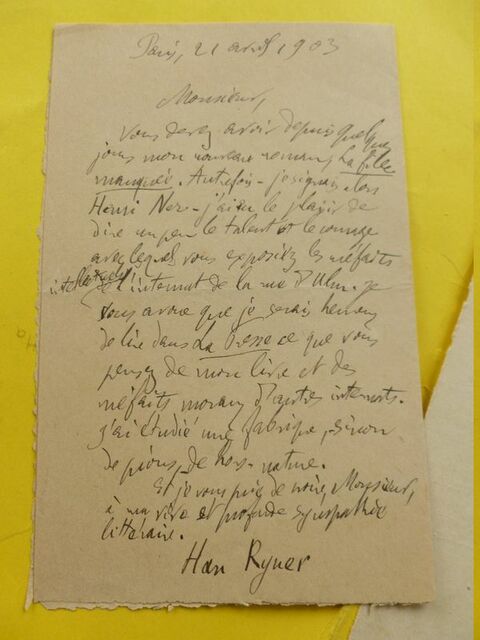 Paris, 21 avril 1903
Monsieur,
Vous devez avoir depuis quelques
jours mon nouveau roman, La fille
manquée. Autrefois - je signais alors
Henri Ner - j'ai eu le plaisir de
dire un peu le talent et le courage
avec lequel vous exposiez les méfaits
intellectuels
de l'internat de la rue d'Ulm. Je
vous avoue que je serais heureux
de lire dans La Presse ce que vous
pensez de mon livre et des
méfaits moraux d'autres internats.
J'ai étudié une fabrique, sinon
de pions, de hors-nature.
Et je vous prie de croire, Monsieur,
à ma vive et profonde sympathie
littéraire.
Han Ryner